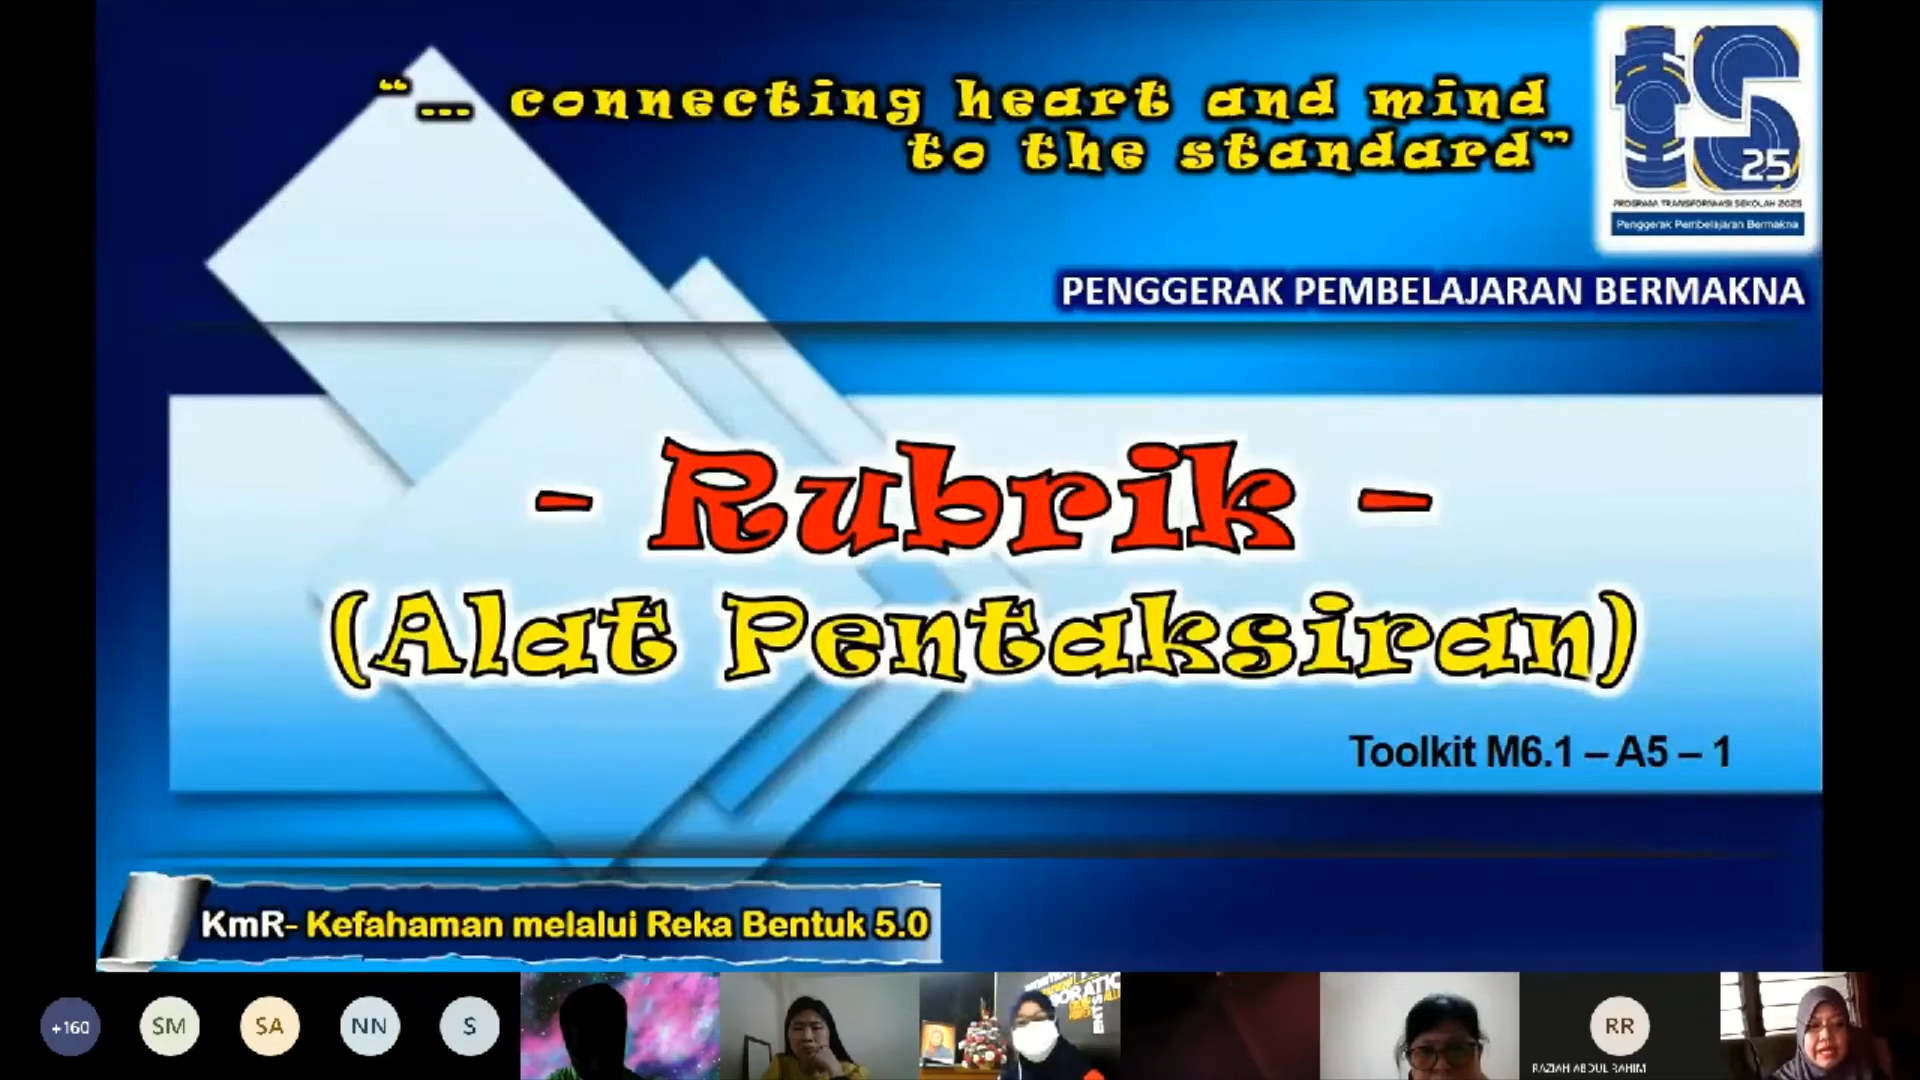 “... connecting heart and mind
to the standard”
TS
25
PROGRAM TRANSFORMASI SEKOLAH 2025
Penggerak Pembelajaran Bermakna
PENGGERAK PEMBELAJARAN BERMAKNA
- Rubrik -
(Alat Pentaksiran)
Toolkit M6.1 – A5 – 1
KmR- Kefahaman melalui Reka Bentuk 5.0
+160
SM
SA
NN
S
RR
RAZIAH ABDUL RAHIM